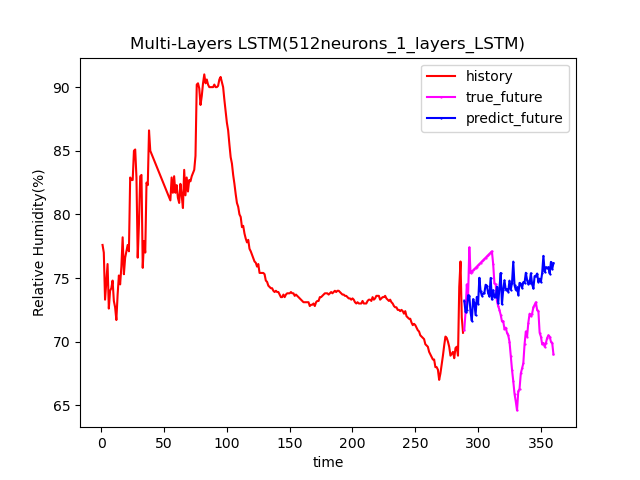 Multi-Layers LSTM(512neurons_1_layers_LSTM)
history
true_future
predict_future
Relative Humidity(%)
90
85
80
75
70
65
0 50 100 150 200 250 300 350
time